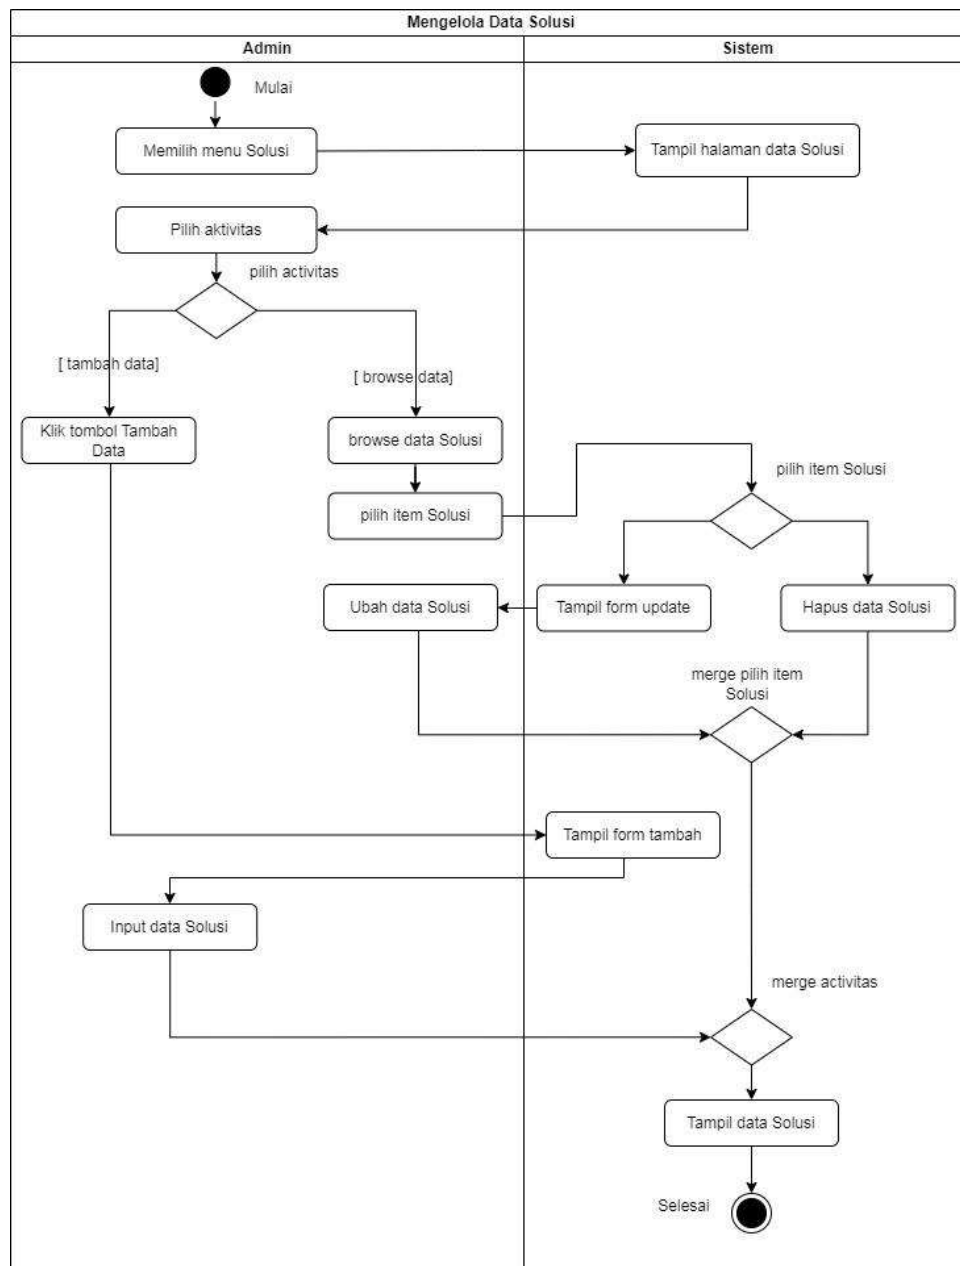 Mengelola Data Solusi
Admin
Sistem
Mulai
Memilih menu Solusi
Tampil halaman data Solusi
Pilih aktivitas
pilih activitas
[ tambah data]
[ browse data]
Klik tombol Tambah
Data
browse data Solusi
pilih item Solusi
pilih item Solusi
Ubah data Solusi
Tampil form update
Hapus data Solusi
merge pilih item
Solusi
Tampil form tambah
Input data Solusi
merge activitas
Tampil data Solusi
Selesai